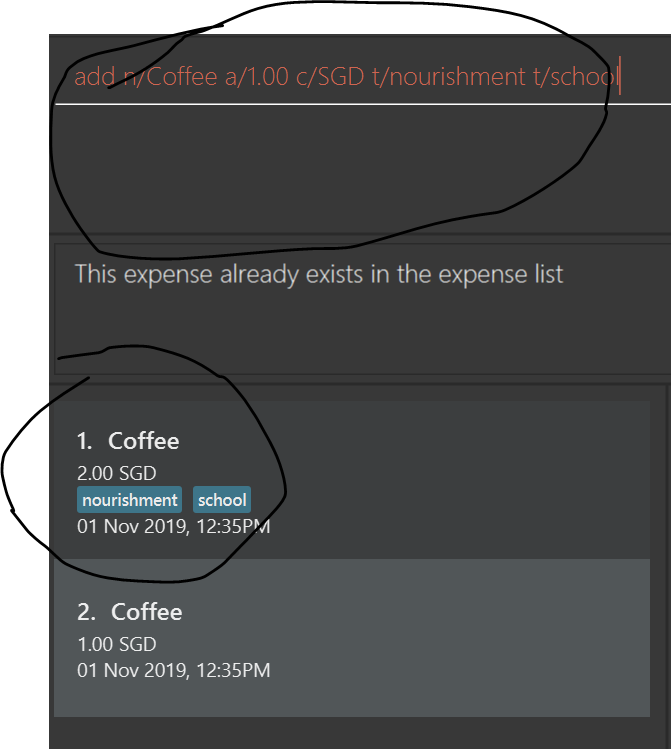 add n/Coffee a/1.00 c/SGD t/nourishment t/school
This expense already exists in the expense list
1. Coffee
2.00 SGD
nourishment school
01 Nov 2019, 12:35PM
2. Coffee
1.00 SGD
01 Nov 2019, 12:35PM